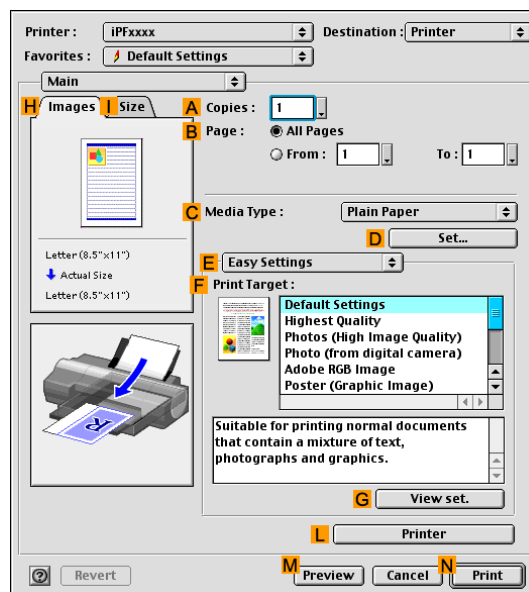 Printer : iPFxxxx Destination : Printer
Favorites : Default Settings
Main
H Images I Size
A Copies : 1
B Page : All Pages
From : 1 To : 1
C Media Type : Plain Paper
D Set...
Letter (8.5"x11")
Actual Size
Letter (8.5"x11")
E Easy Settings
F Print Target :
Default Settings
Highest Quality
Photos (High Image Quality)
Photo (from digital camera)
Adobe RGB Image
Poster (Graphic Image)
R
Suitable for printing normal documents
that contain a mixture of text,
photographs and graphics.
G View set.
L Printer
? Revert M Preview Cancel N Print